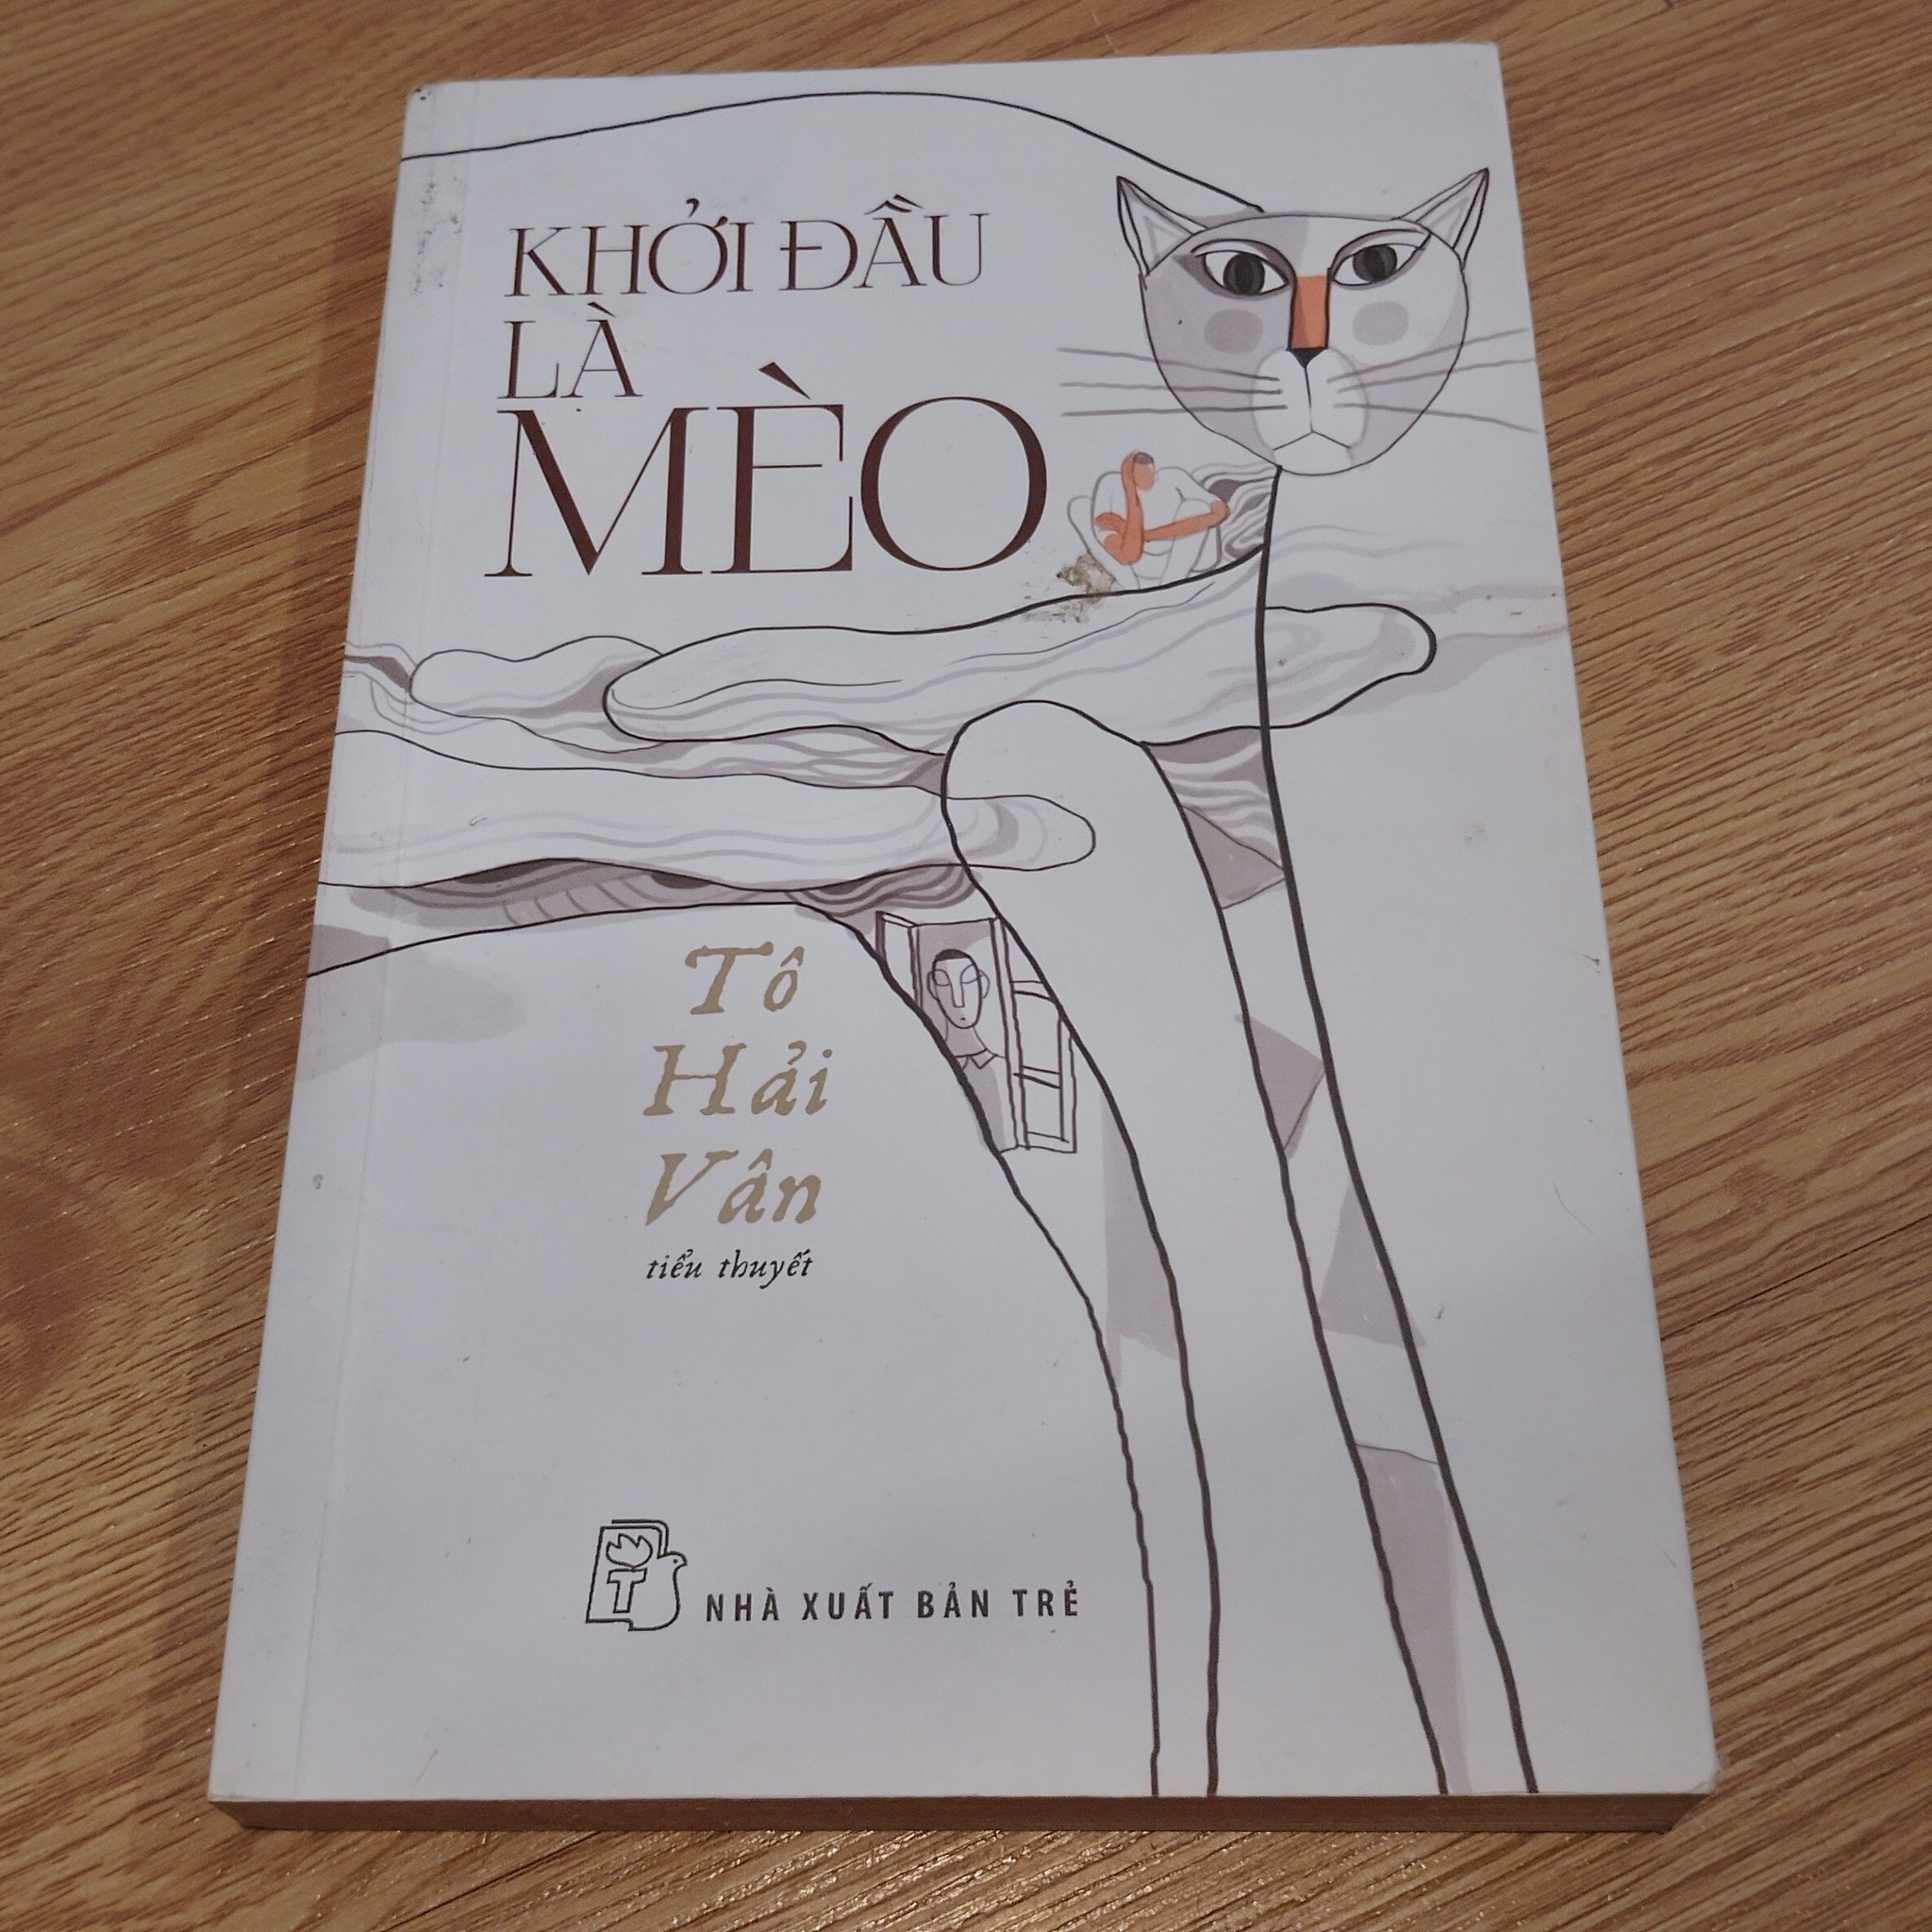 KHỞI ĐẦU
LÀ
MÈO
Tô
Hải
Vân
tiểu thuyết
T
NHÀ XUẤT BẢN TRẺ